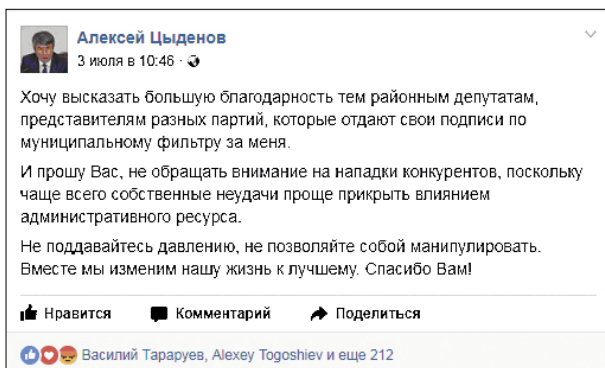 Алексей Цыденов
3 июля в 10:46 ·
Хочу высказать большую благодарность тем районным депутатам,
представителям разных партий, которые отдают свои подписи по
муниципальному фильтру за меня.
И прошу Вас, не обращать внимание на нападки конкурентов, поскольку
чаще всего собственные неудачи проще прикрыть влиянием
административного ресурса.
Не поддавайтесь давлению, не позволяйте собой манипулировать.
Вместе мы изменим нашу жизнь к лучшему. Спасибо Вам!
Нравится Комментарий Поделиться
Василий Тараруев, Alexey Togoshiev и еще 212